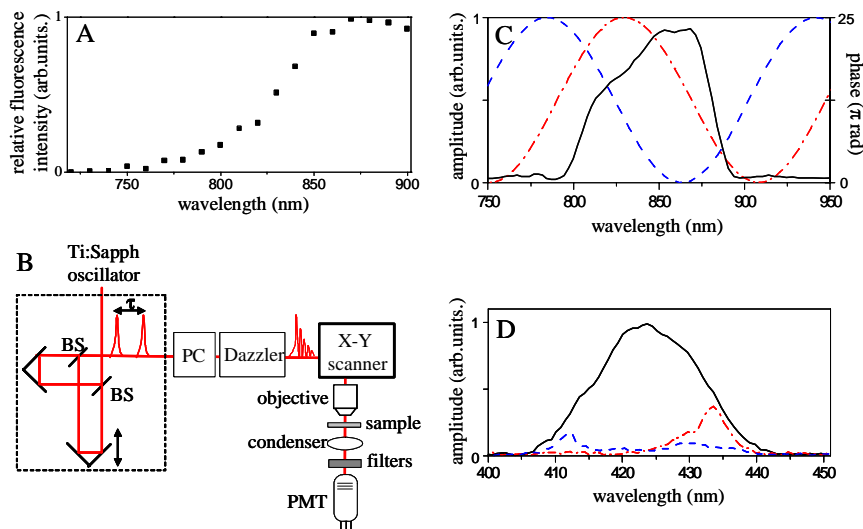 A
relative fluorescence
intensity (arb.units.)
1
0
750
800
850
900
wavelength (nm)
C
amplitude (arb.units.)
1
0
25
0
phase (π rad)
750
800
850
900
950
wavelength (nm)
B
Ti:Sapph
oscillator
τ
BS
BS
PC
Dazzler
X-Y
scanner
objective
sample
condenser
filters
PMT
D
amplitude (arb.units.)
1
0
400
410
420
430
440
450
wavelength (nm)